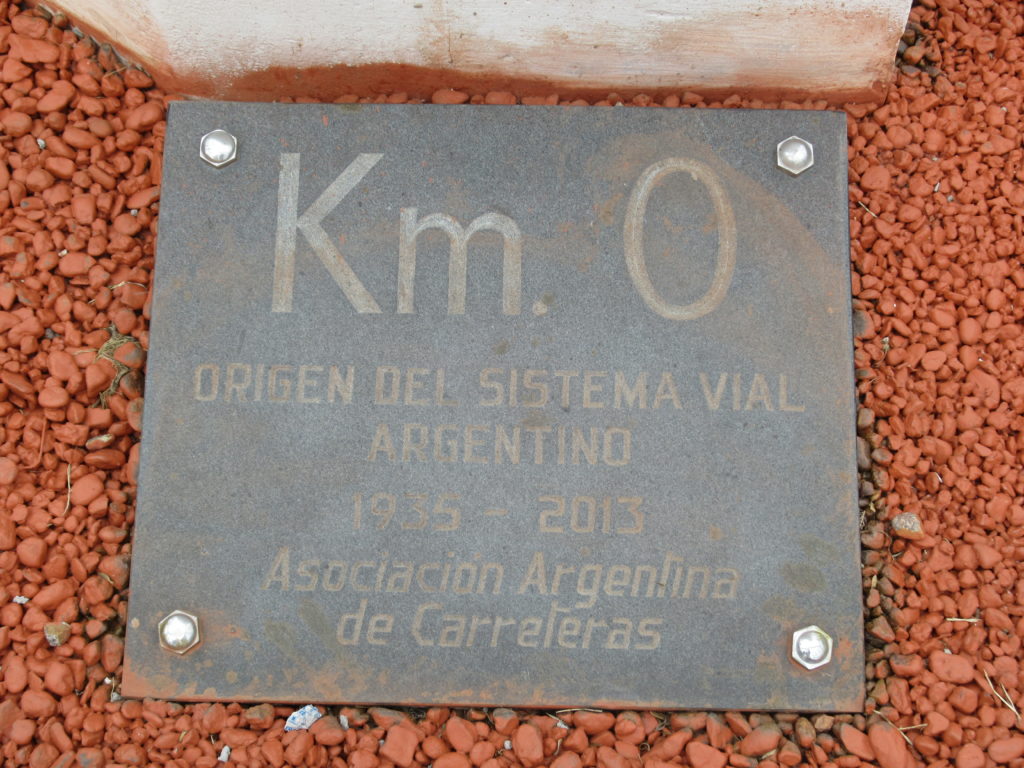 Km. 0
ORIGEN DEL SISTEMA VIAL
ARGENTINO
1935 - 2013
Asociación Argentina
de Carreteras